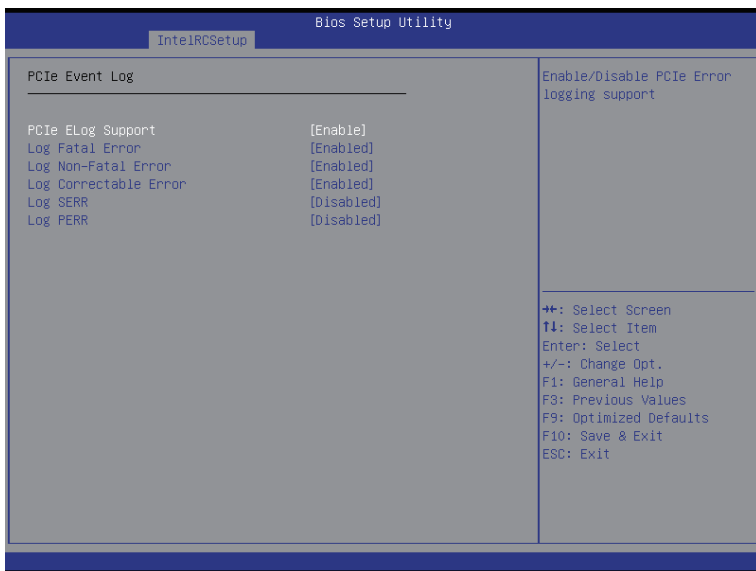 Bios Setup Utility
IntelRCSetup
PCIe Event Log
PCIe ELog Support [Enable]
Log Fatal Error [Enabled]
Log Non-Fatal Error [Enabled]
Log Correctable Error [Enabled]
Log SERR [Disabled]
Log PERR [Disabled]
Enable/Disable PCIe Error
logging support
→←: Select Screen
↑↓: Select Item
Enter: Select
+/-: Change Opt.
F1: General Help
F3: Previous Values
F9: Optimized Defaults
F10: Save & Exit
ESC: Exit